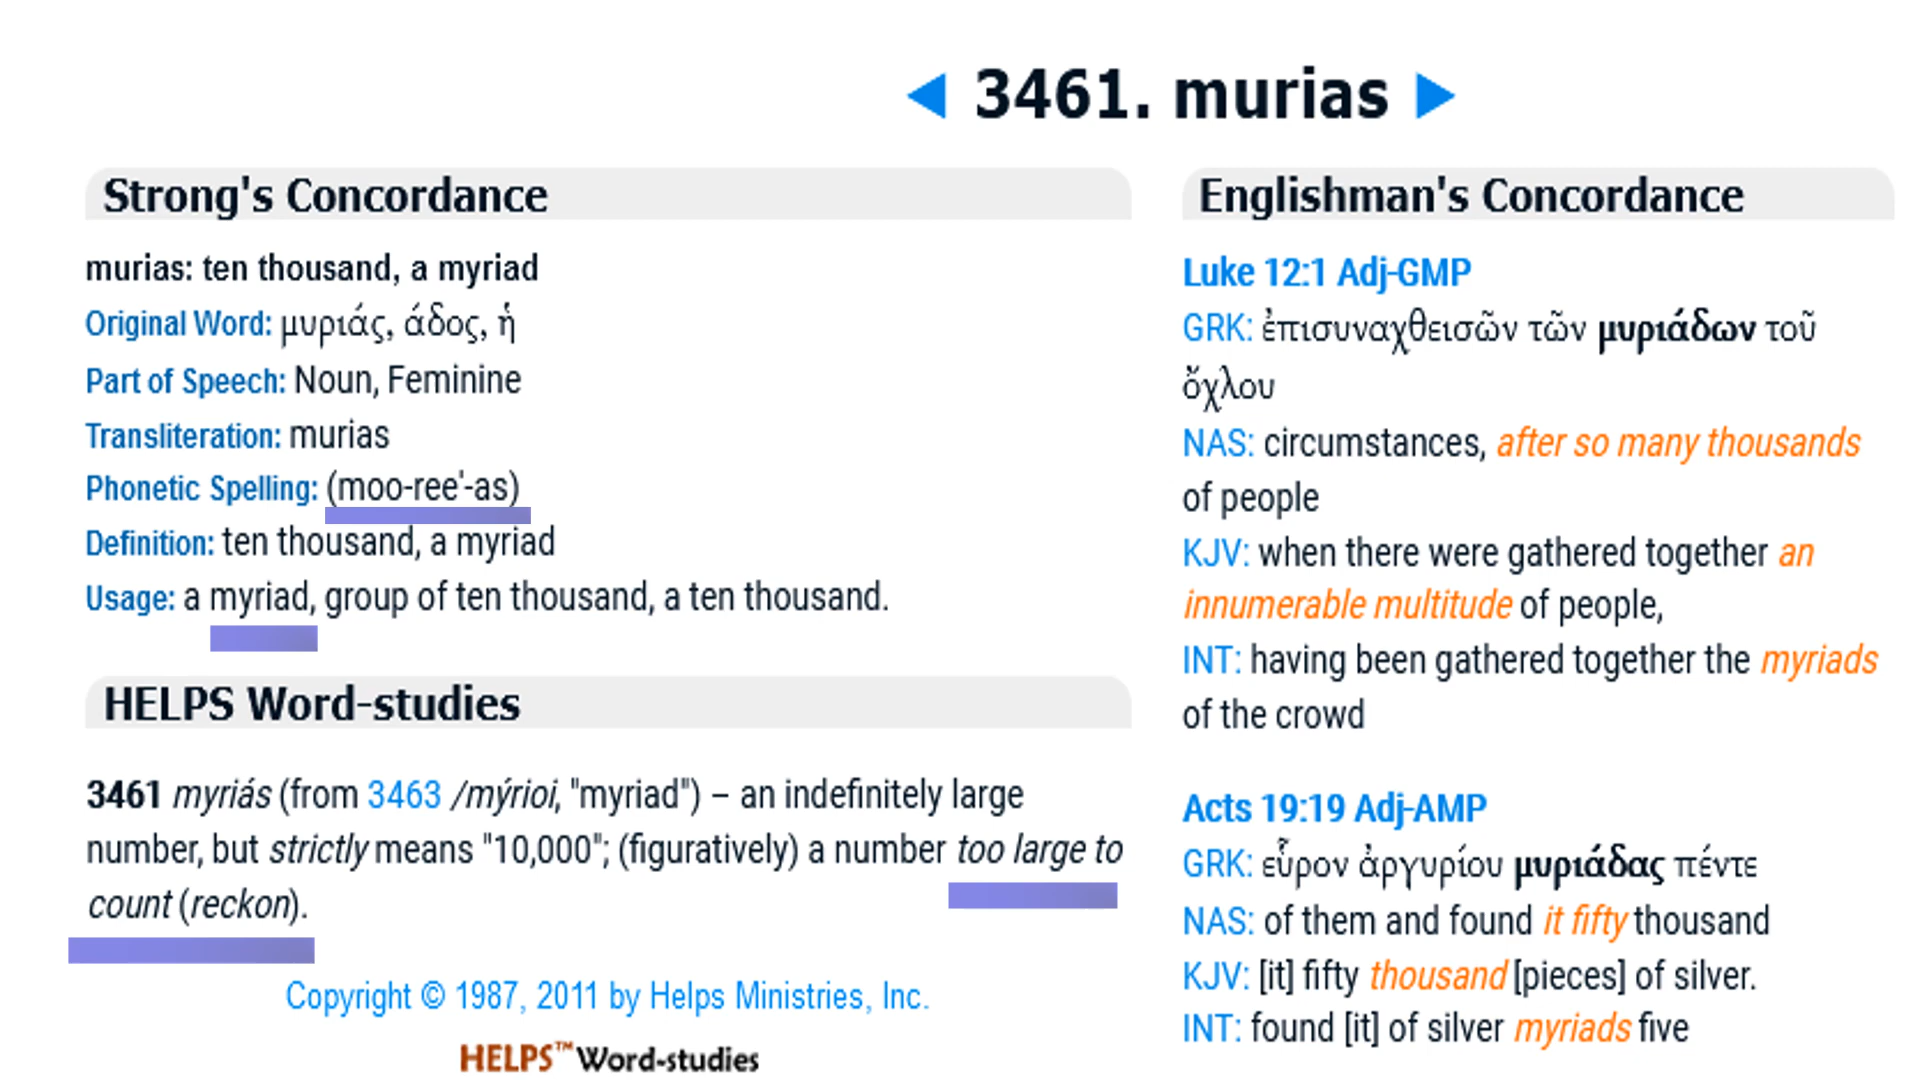 ◀ 3461. murias ▶
Strong's Concordance
murias: ten thousand, a myriad
Original Word: μυριάς, άδος, ἡ
Part of Speech: Noun, Feminine
Transliteration: murias
Phonetic Spelling: (moo-ree'-as)
Definition: ten thousand, a myriad
Usage: a myriad, group of ten thousand, a ten thousand.
HELPS Word-studies
3461 myriás (from 3463 /mýrioi, "myriad") – an indefinitely large
number, but strictly means "10,000"; (figuratively) a number too large to
count (reckon).
Copyright © 1987, 2011 by Helps Ministries, Inc.
HELPS™ Word-studies
Englishman's Concordance
Luke 12:1 Adj-GMP
GRK: ἐπισυναχθεισῶν τῶν μυριάδων τοῦ
ὄχλου
NAS: circumstances, after so many thousands
of people
KJV: when there were gathered together an
innumerable multitude of people,
INT: having been gathered together the myriads
of the crowd
Acts 19:19 Adj-AMP
GRK: εὗρον ἀργυρίου μυριάδας πέντε
NAS: of them and found it fifty thousand
KJV: [it] fifty thousand [pieces] of silver.
INT: found [it] of silver myriads five